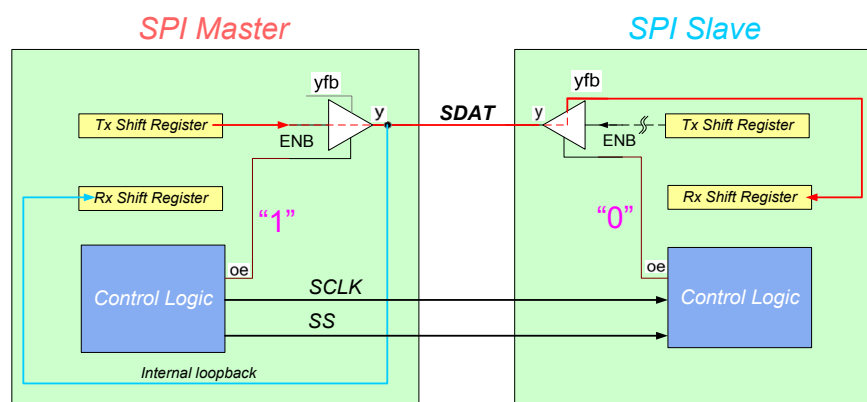 SPI Master
SPI Slave
yfb
y
SDAT
y
yfb
Tx Shift Register
ENB
ENB
Tx Shift Register
Rx Shift Register
Rx Shift Register
“1”
“0”
oe
oe
Control Logic
SCLK
Control Logic
SS
Internal loopback